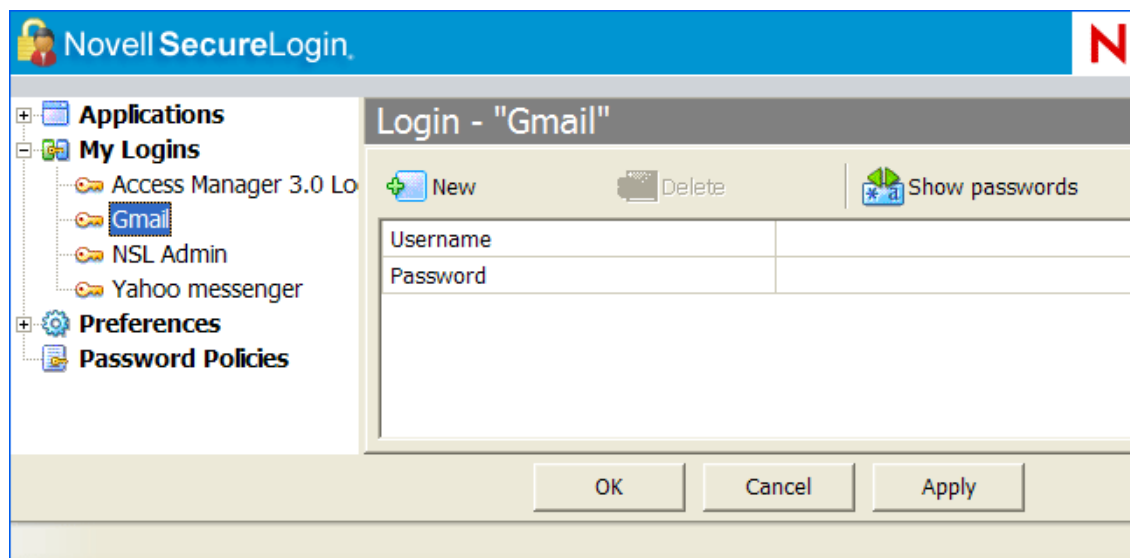 Novell SecureLogin.
N
Applications
My Logins
Access Manager 3.0 Lo
Gmail
NSL Admin
Yahoo messenger
Preferences
Password Policies
Login - "Gmail"
New Delete Show passwords
Username
Password
OK Cancel Apply